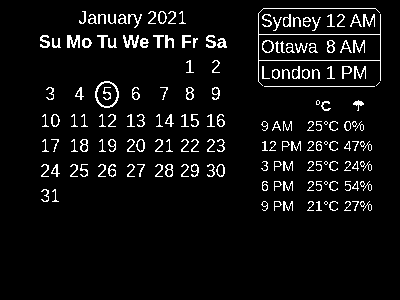 January 2021
Su Mo Tu We Th Fr Sa
1 2
3 4 5 6 7 8 9
10 11 12 13 14 15 16
17 18 19 20 21 22 23
24 25 26 27 28 29 30
31
Sydney 12 AM
Ottawa 8 AM
London 1 PM
°C ☂
9 AM 25°C 0%
12 PM 26°C 47%
3 PM 25°C 24%
6 PM 25°C 54%
9 PM 21°C 27%